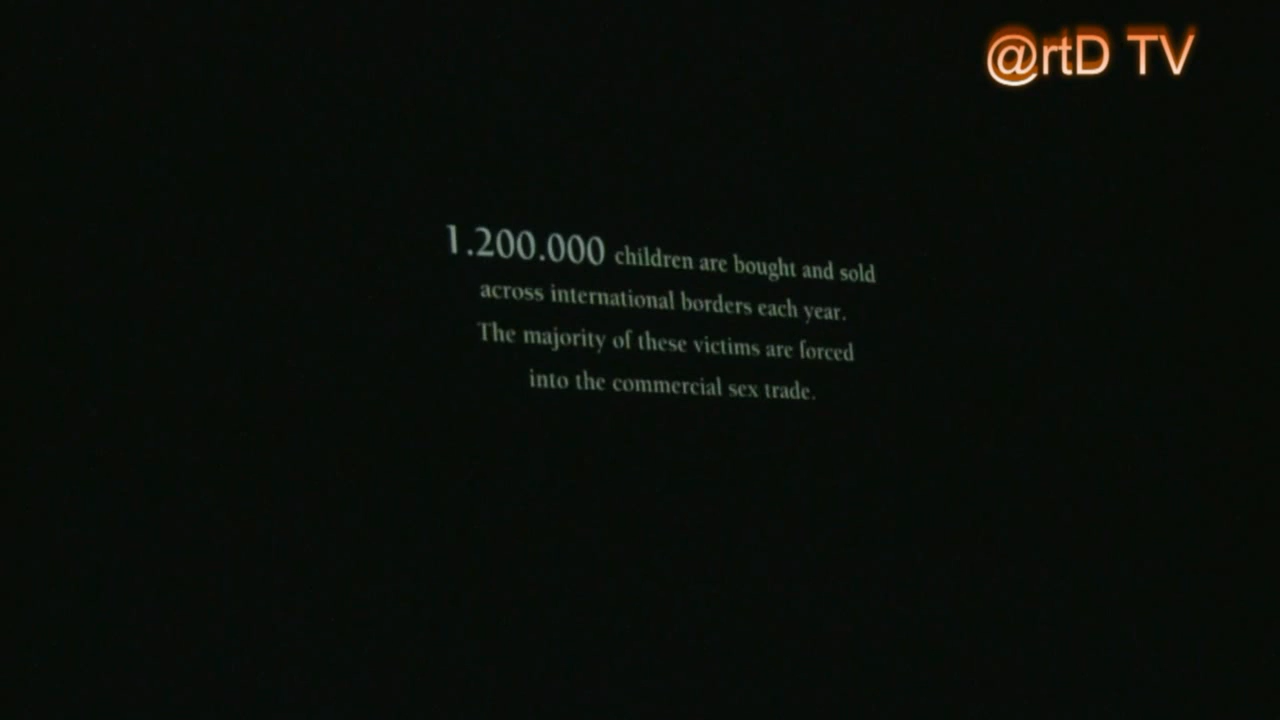 @rtD TV
1.200.000 children are bought and sold
across international borders each year.
The majority of these victims are forced
into the commercial sex trade.